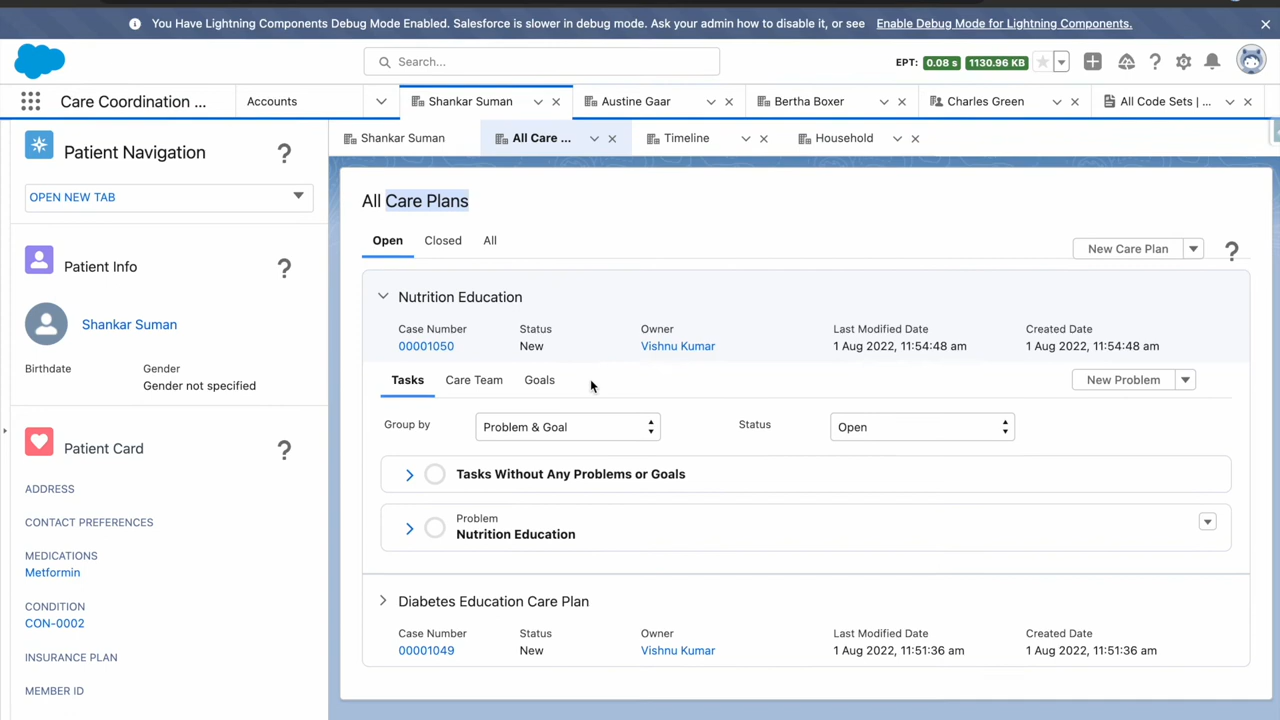 You Have Lightning Components Debug Mode Enabled. Salesforce is slower in debug mode. Ask your admin how to disable it, or see Enable Debug Mode for Lightning Components.
Search... EPT: 0.08 s 1130.96 KB
Care Coordination ... Accounts Shankar Suman Austine Gaar Bertha Boxer Charles Green All Code Sets | ...
Shankar Suman All Care ... Timeline Household
Patient Navigation
OPEN NEW TAB
Patient Info
Shankar Suman
Birthdate Gender
Gender not specified
Patient Card
ADDRESS
CONTACT PREFERENCES
MEDICATIONS
Metformin
CONDITION
CON-0002
INSURANCE PLAN
MEMBER ID
All Care Plans
Open Closed All
New Care Plan
Nutrition Education
Case Number Status Owner Last Modified Date Created Date
00001050 New Vishnu Kumar 1 Aug 2022, 11:54:48 am 1 Aug 2022, 11:54:48 am
Tasks Care Team Goals New Problem
Group by Problem & Goal Status Open
Tasks Without Any Problems or Goals
Problem
Nutrition Education
Diabetes Education Care Plan
Case Number Status Owner Last Modified Date Created Date
00001049 New Vishnu Kumar 1 Aug 2022, 11:51:36 am 1 Aug 2022, 11:51:36 am